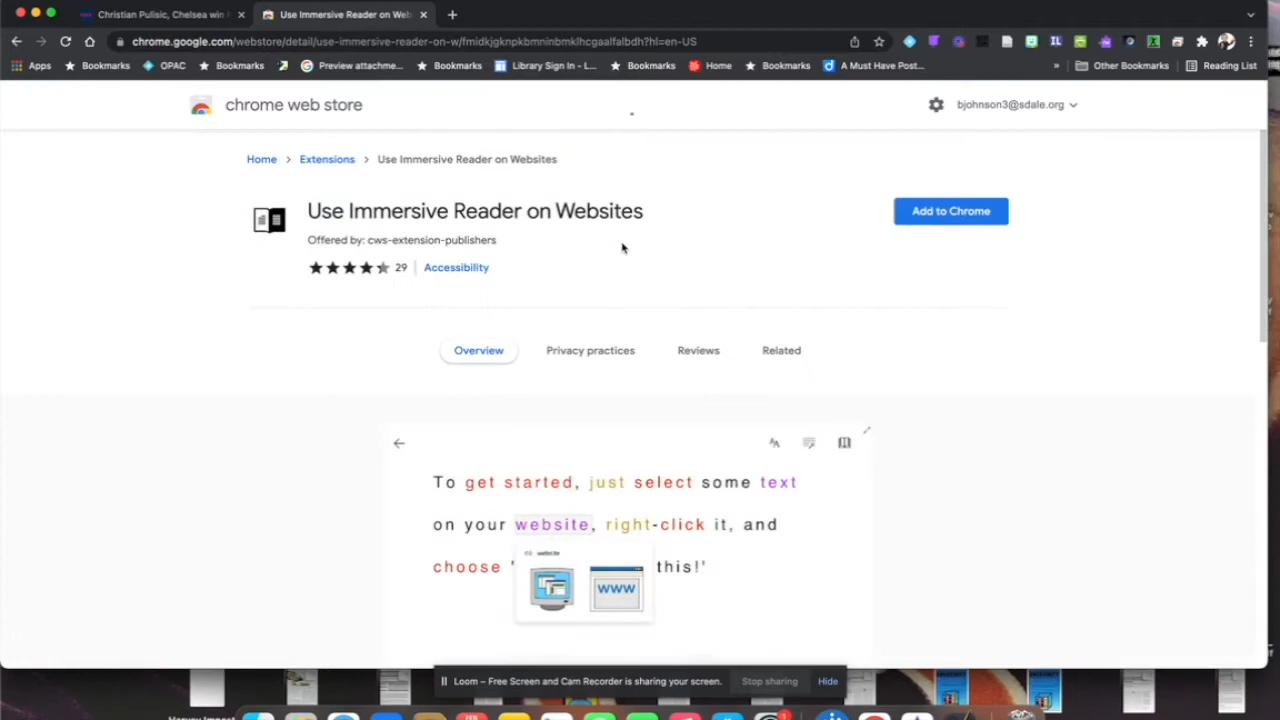 Christian Pulisic, Chelsea win
Use Immersive Reader on Web
chrome.google.com/webstore/detail/use-immersive-reader-on-w/fmidkjgknpkbmninbmklhcgaalfalbdh?hl=en-US
Apps Bookmarks OPAC Bookmarks Preview attachme... Bookmarks Library Sign In - L... Bookmarks Home Bookmarks A Must Have Post... » Other Bookmarks Reading List
chrome web store
bjohnson3@sdale.org
Home > Extensions > Use Immersive Reader on Websites
Use Immersive Reader on Websites
Add to Chrome
Offered by: cws-extension-publishers
29 Accessibility
Overview Privacy practices Reviews Related
To get started, just select some text
on your website, right-click it, and
website
choose ' this!'
WWW
Loom – Free Screen and Cam Recorder is sharing your screen. Stop sharing Hide